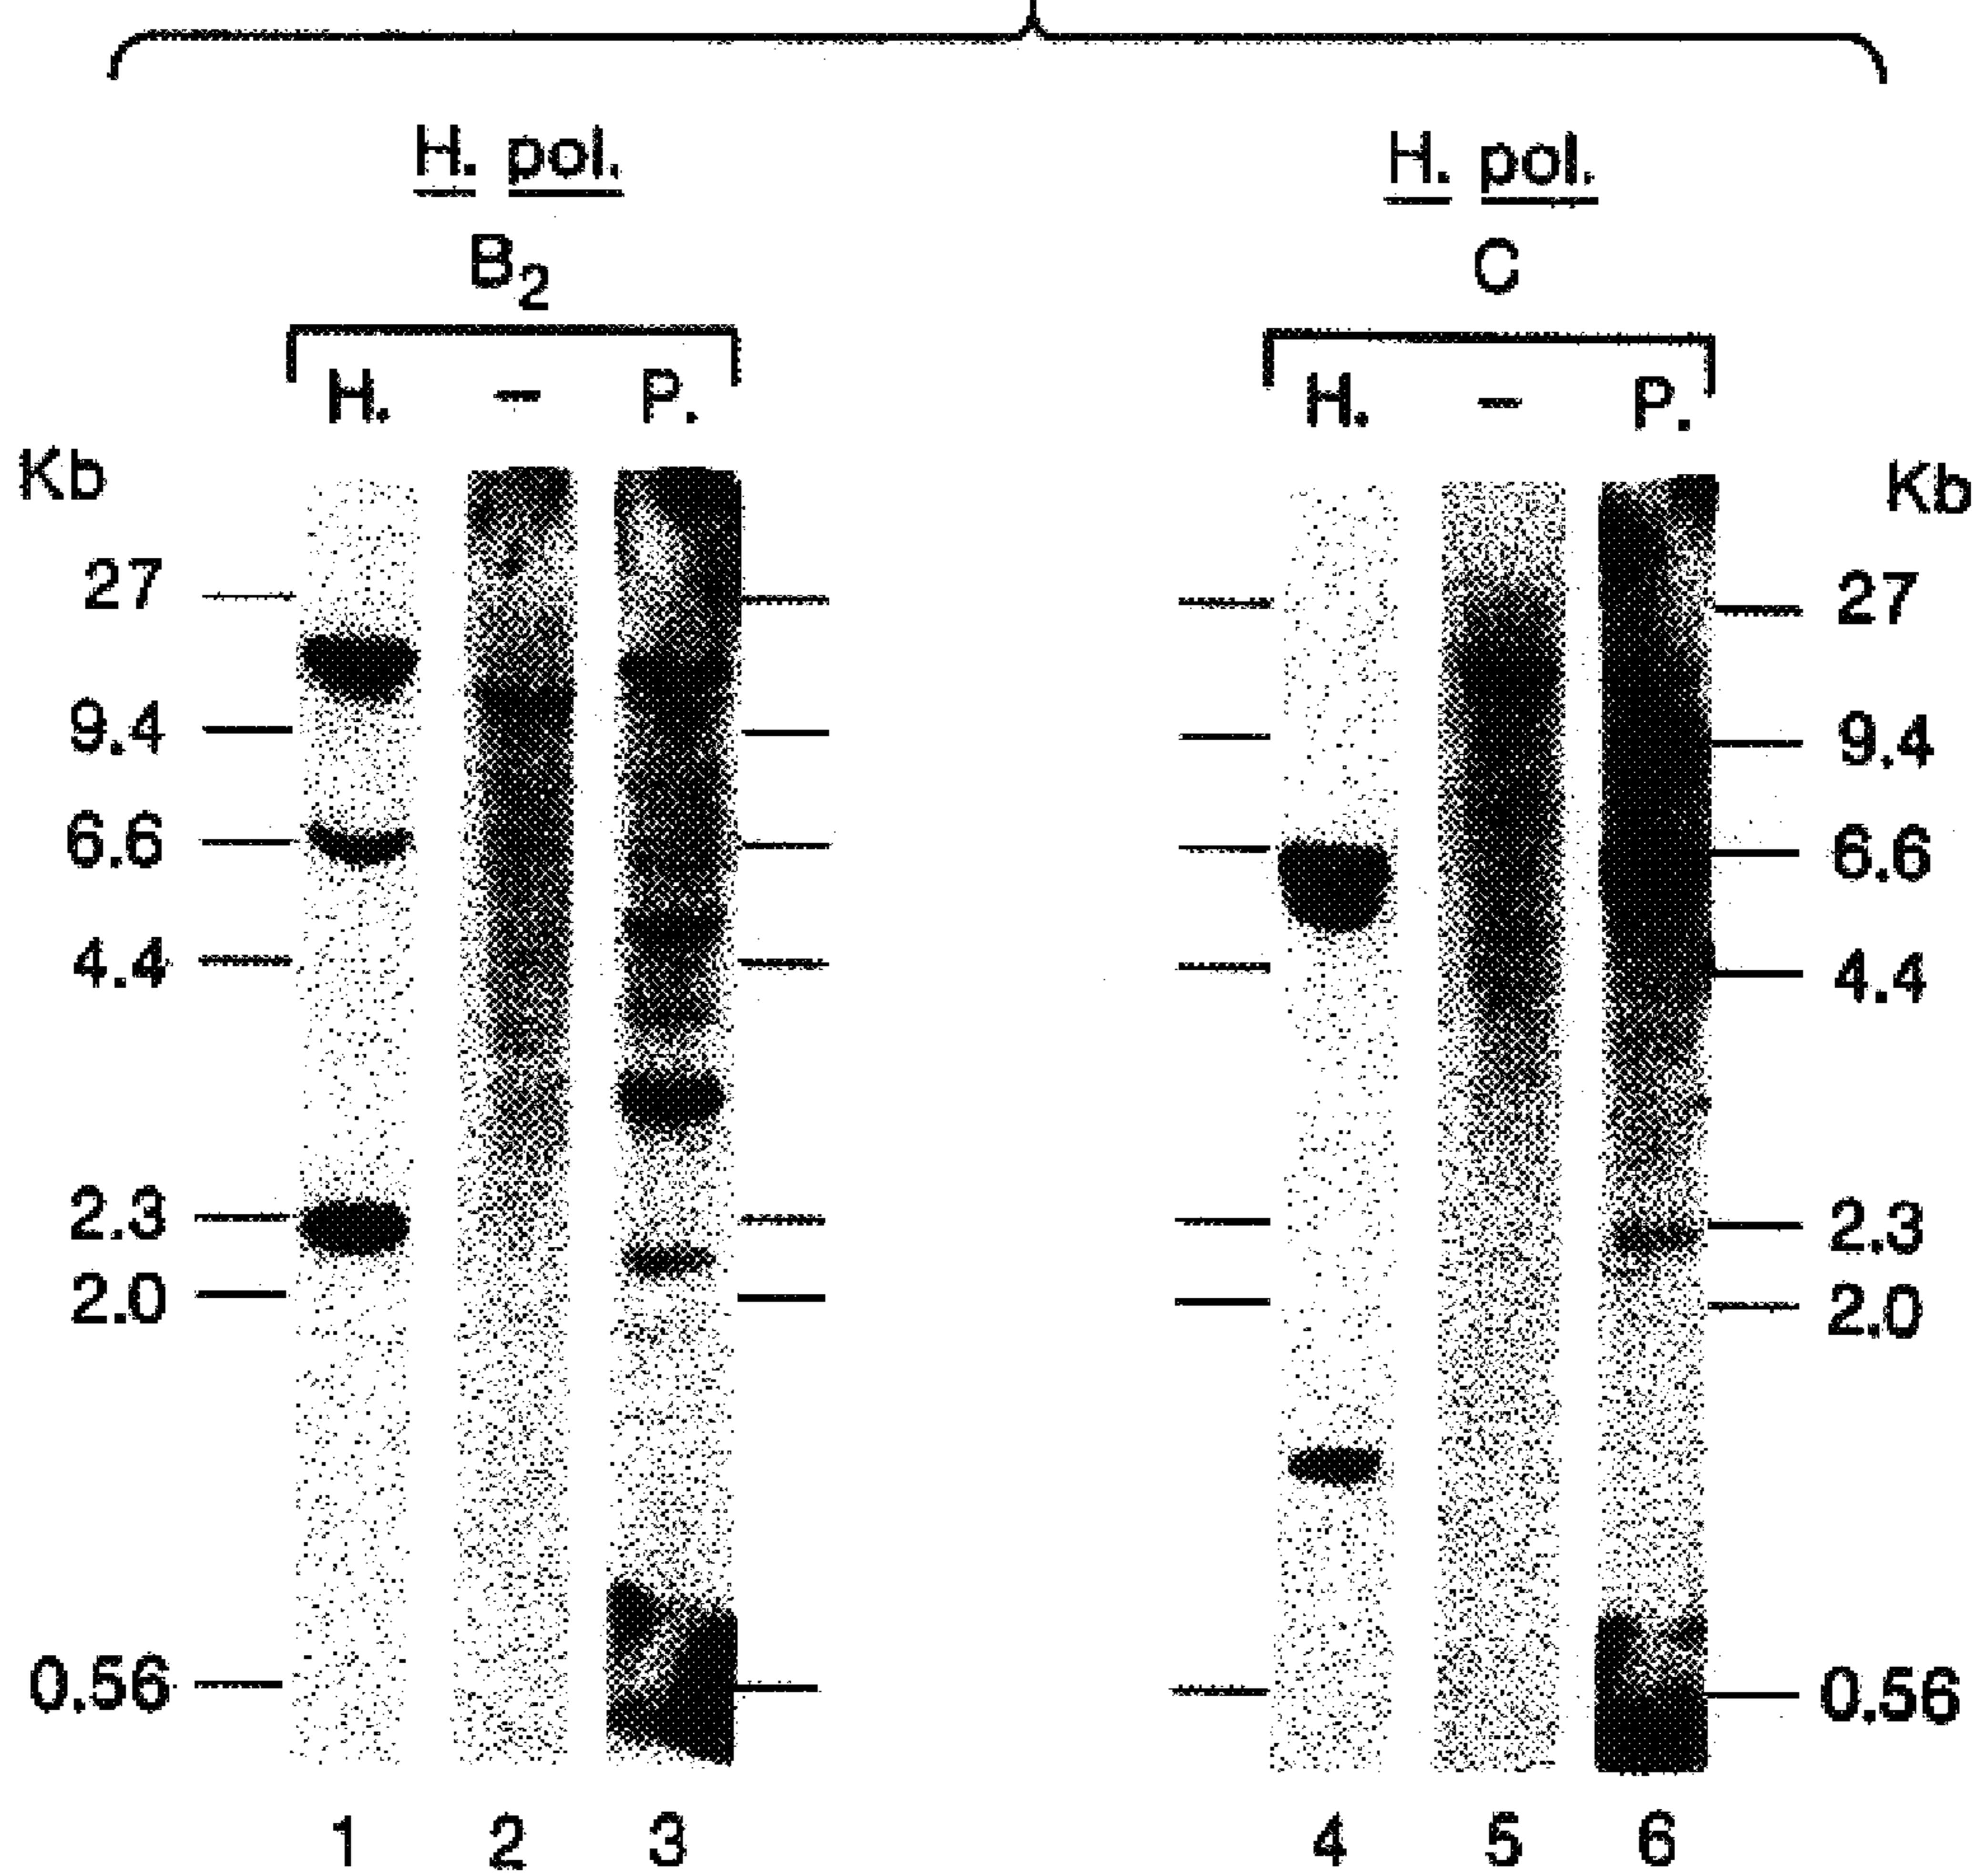 H. pol. H. pol.
B2 C
H. – P. H. – P.
Kb Kb
27 27
9.4 9.4
6.6 6.6
4.4 4.4
2.3 2.3
2.0 2.0
0.56 0.56
1 2 3 4 5 6